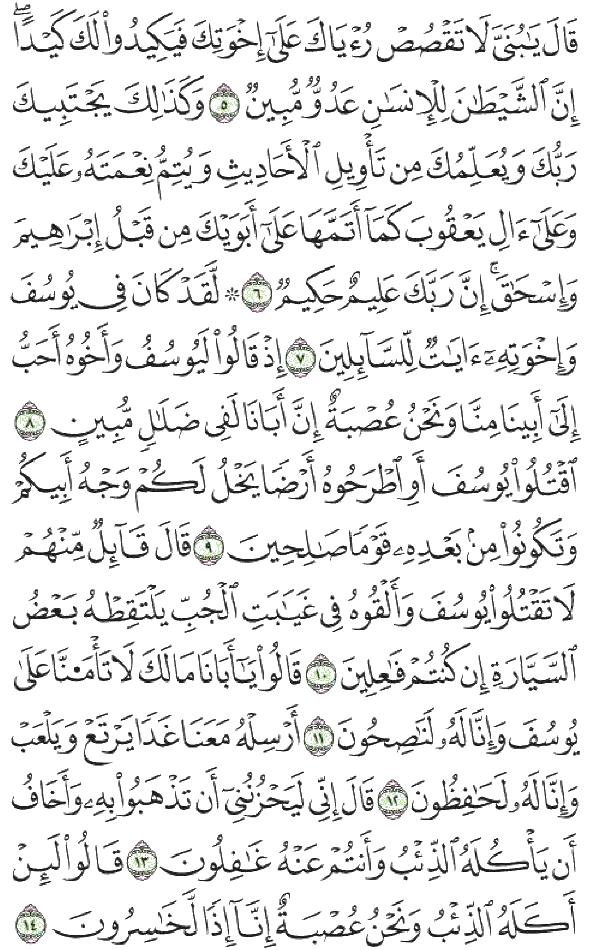 قَالَ يَٰبُنَىَّ لَا تَقْصُصْ رُءْيَاكَ عَلَىٰٓ إِخْوَتِكَ فَيَكِيدُوا۟ لَكَ كَيْدًا ۖ
إِنَّ ٱلشَّيْطَٰنَ لِلْإِنسَٰنِ عَدُوٌّ مُّبِينٌ ٥ وَكَذَٰلِكَ يَجْتَبِيكَ
رَبُّكَ وَيُعَلِّمُكَ مِن تَأْوِيلِ ٱلْأَحَادِيثِ وَيُتِمُّ نِعْمَتَهُۥ عَلَيْكَ
وَعَلَىٰٓ ءَالِ يَعْقُوبَ كَمَآ أَتَمَّهَا عَلَىٰٓ أَبَوَيْكَ مِن قَبْلُ إِبْرَٰهِيمَ
وَإِسْحَٰقَ ۚ إِنَّ رَبَّكَ عَلِيمٌ حَكِيمٌ ٦ ۞ لَّقَدْ كَانَ فِى يُوسُفَ
وَإِخْوَتِهِۦٓ ءَايَٰتٌ لِّلسَّآئِلِينَ ٧ إِذْ قَالُوا۟ لَيُوسُفُ وَأَخُوهُ أَحَبُّ
إِلَىٰٓ أَبِينَا مِنَّا وَنَحْنُ عُصْبَةٌ إِنَّ أَبَانَا لَفِى ضَلَٰلٍ مُّبِينٍ ٨
ٱقْتُلُوا۟ يُوسُفَ أَوِ ٱطْرَحُوهُ أَرْضًا يَخْلُ لَكُمْ وَجْهُ أَبِيكُمْ
وَتَكُونُوا۟ مِنۢ بَعْدِهِۦ قَوْمًا صَٰلِحِينَ ٩ قَالَ قَآئِلٌ مِّنْهُمْ
لَا تَقْتُلُوا۟ يُوسُفَ وَأَلْقُوهُ فِى غَيَٰبَتِ ٱلْجُبِّ يَلْتَقِطْهُ بَعْضُ
ٱلسَّيَّارَةِ إِن كُنتُمْ فَٰعِلِينَ ١٠ قَالُوا۟ يَٰٓأَبَانَا مَا لَكَ لَا تَأْمَ۫نَّا عَلَىٰ
يُوسُفَ وَإِنَّا لَهُۥ لَنَٰصِحُونَ ١١ أَرْسِلْهُ مَعَنَا غَدًا يَرْتَعْ وَيَلْعَبْ
وَإِنَّا لَهُۥ لَحَٰفِظُونَ ١٢ قَالَ إِنِّى لَيَحْزُنُنِىٓ أَن تَذْهَبُوا۟ بِهِۦ وَأَخَافُ
أَن يَأْكُلَهُ ٱلذِّئْبُ وَأَنتُمْ عَنْهُ غَٰفِلُونَ ١٣ قَالُوا۟ لَئِنْ
أَكَلَهُ ٱلذِّئْبُ وَنَحْنُ عُصْبَةٌ إِنَّآ إِذًا لَّخَٰسِرُونَ ١٤